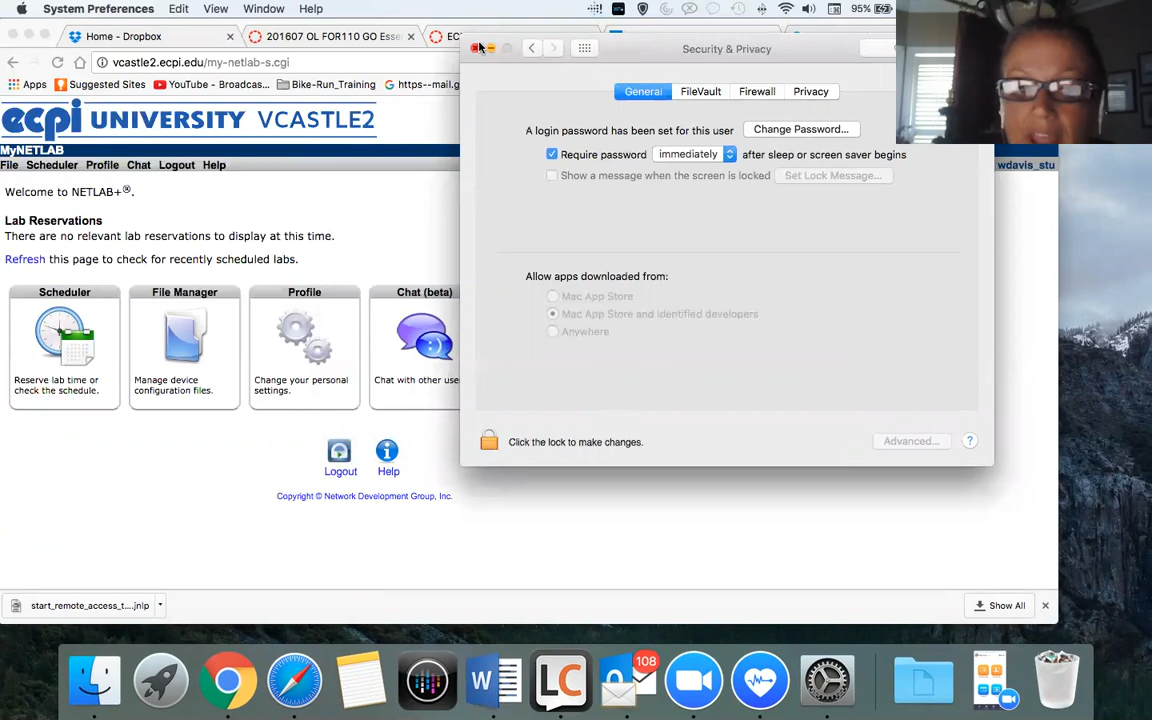 System Preferences Edit View Window Help 95%
Home - Dropbox × 201607 OL FOR110 GO Esse × EC
vcastle2.ecpi.edu/my-netlab-s.cgi
Apps Suggested Sites YouTube - Broadcas... Bike-Run_Training https--mail.g
Security & Privacy
General FileVault Firewall Privacy
A login password has been set for this user Change Password...
Require password immediately after sleep or screen saver begins
Show a message when the screen is locked Set Lock Message...
Allow apps downloaded from:
Mac App Store
Mac App Store and identified developers
Anywhere
Click the lock to make changes. Advanced... ?
ecpi UNIVERSITY VCASTLE2
MyNETLAB
File Scheduler Profile Chat Logout Help wdavis_stu
Welcome to NETLAB+®.
Lab Reservations
There are no relevant lab reservations to display at this time.
Refresh this page to check for recently scheduled labs.
Scheduler File Manager Profile Chat (beta)
Reserve lab time or
check the schedule.
Manage device
configuration files.
Change your personal
settings.
Chat with other use
Logout Help
Copyright © Network Development Group, Inc.
start_remote_access_t....jnlp Show All ×
W LC 108